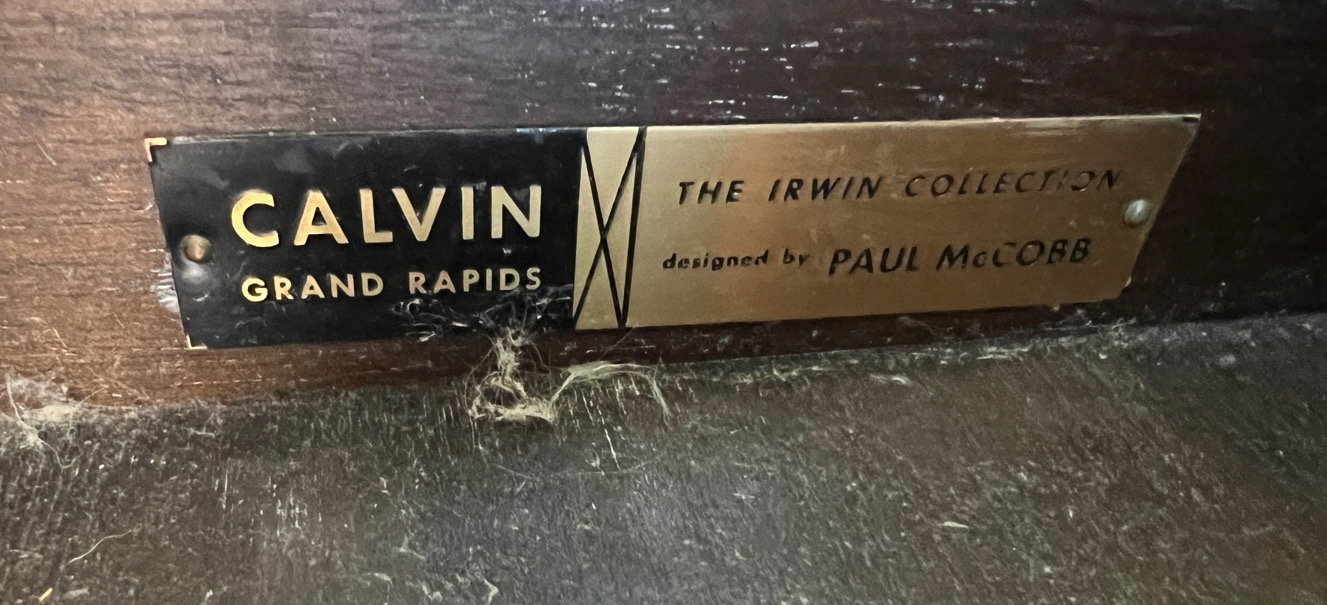 CALVIN
GRAND RAPIDS
THE IRWIN COLLECTION
designed by PAUL McCOBB